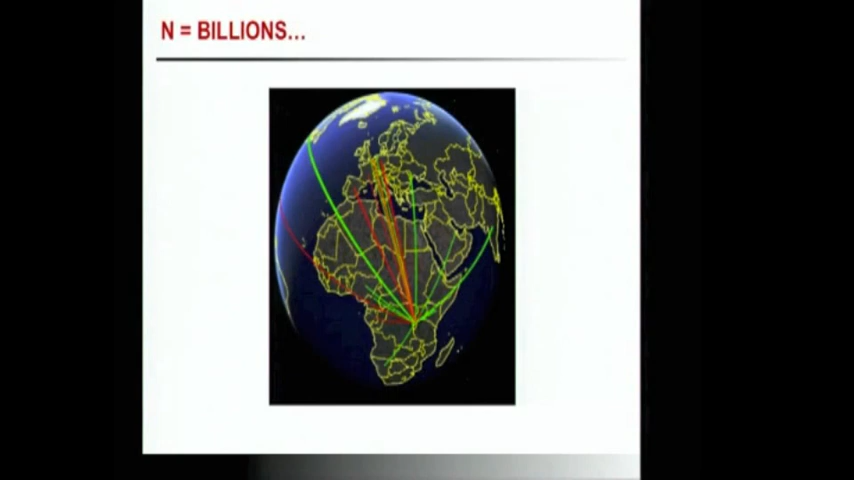 N = BILLIONS…